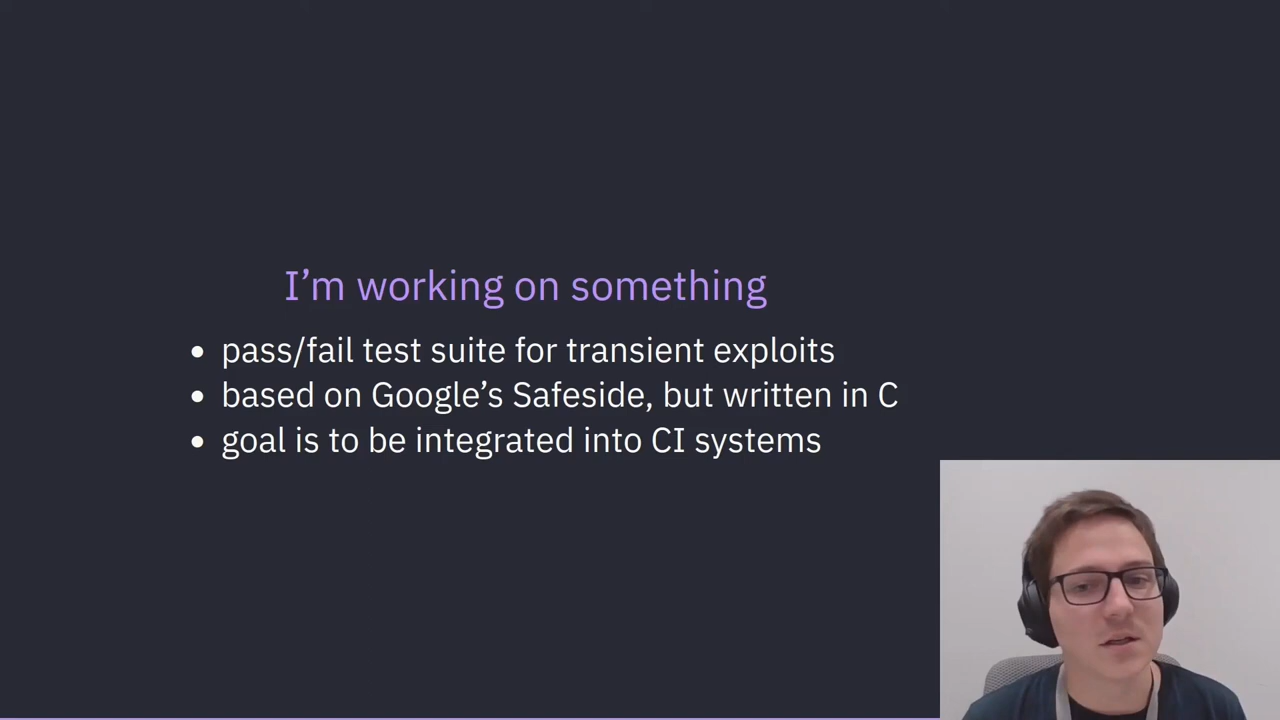 I’m working on something
• pass/fail test suite for transient exploits
• based on Google’s Safeside, but written in C
• goal is to be integrated into CI systems